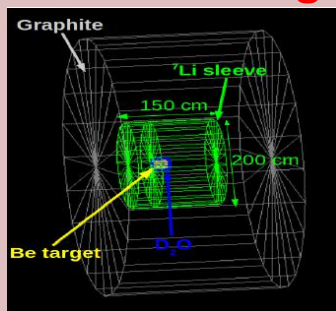 Graphite
⁷Li sleeve
150 cm
200 cm
Be target
D₂O